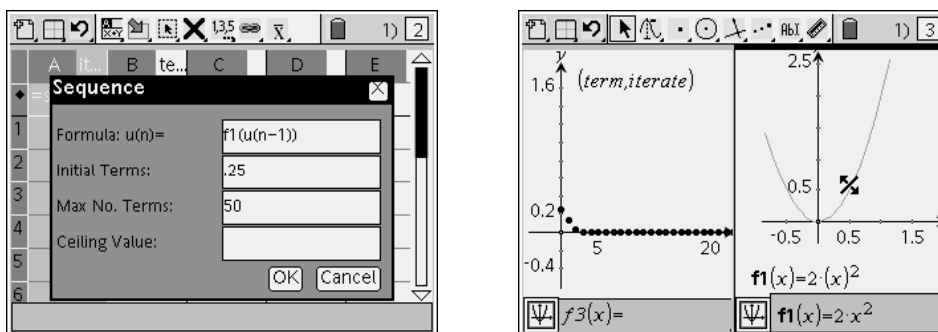 1) 2
A it... B te... C D E
Sequence
=s
1 Formula: u(n)= f1(u(n−1))
2 Initial Terms: .25
3 Max No. Terms: 50
4 Ceiling Value:
5
OK Cancel
6
1) 3
y
1.6 (term,iterate)
0.2
5 20
-0.4
f3(x)=
2.5
0.5
-0.5 0.5 1.5
f1(x)=2·(x)²
f1(x)=2·x²